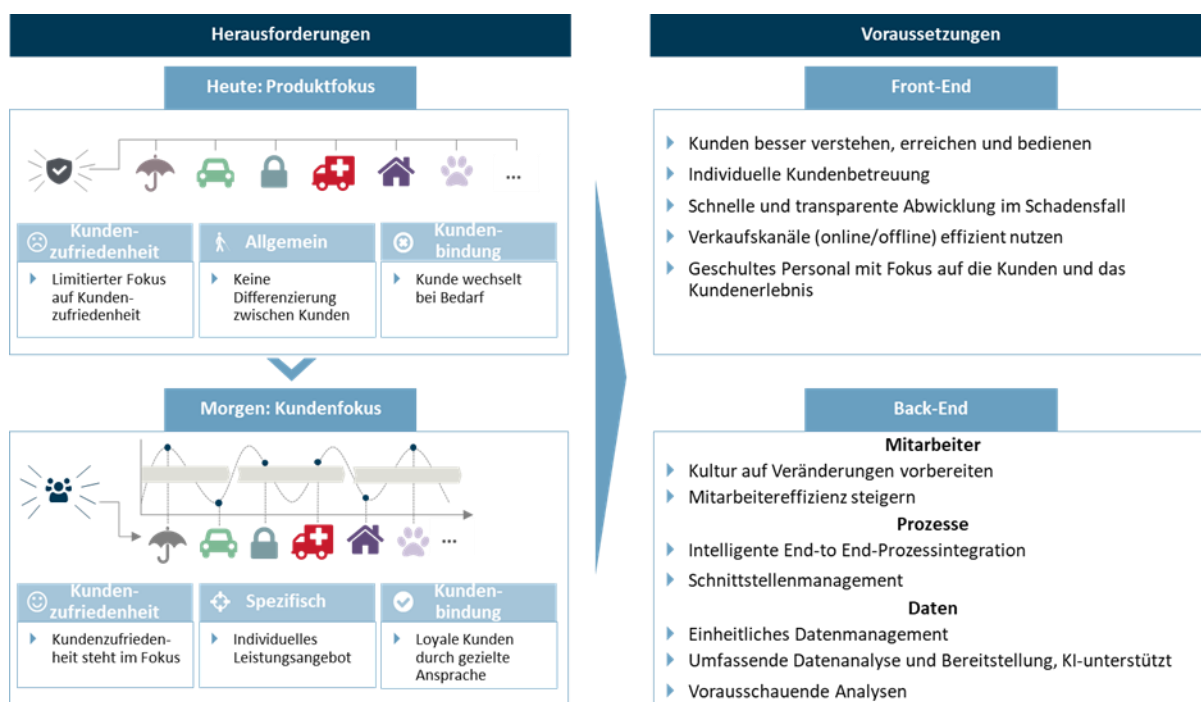 Herausforderungen
Heute: Produktfokus
...
Kunden-
zufriedenheit
Limitierter Fokus
auf Kunden-
zufriedenheit
Allgemein
Keine
Differenzierung
zwischen Kunden
Kunden-
bindung
Kunde wechselt
bei Bedarf
Morgen: Kundenfokus
...
Kunden-
zufriedenheit
Kundenzufrieden-
heit steht im Fokus
Spezifisch
Individuelles
Leistungsangebot
Kunden-
bindung
Loyale Kunden
durch gezielte
Ansprache
Voraussetzungen
Front-End
Kunden besser verstehen, erreichen und bedienen
Individuelle Kundenbetreuung
Schnelle und transparente Abwicklung im Schadensfall
Verkaufskanäle (online/offline) effizient nutzen
Geschultes Personal mit Fokus auf die Kunden und das
Kundenerlebnis
Back-End
Mitarbeiter
Kultur auf Veränderungen vorbereiten
Mitarbeitereffizienz steigern
Prozesse
Intelligente End-to End-Prozessintegration
Schnittstellenmanagement
Daten
Einheitliches Datenmanagement
Umfassende Datenanalyse und Bereitstellung, KI-unterstützt
Vorausschauende Analysen